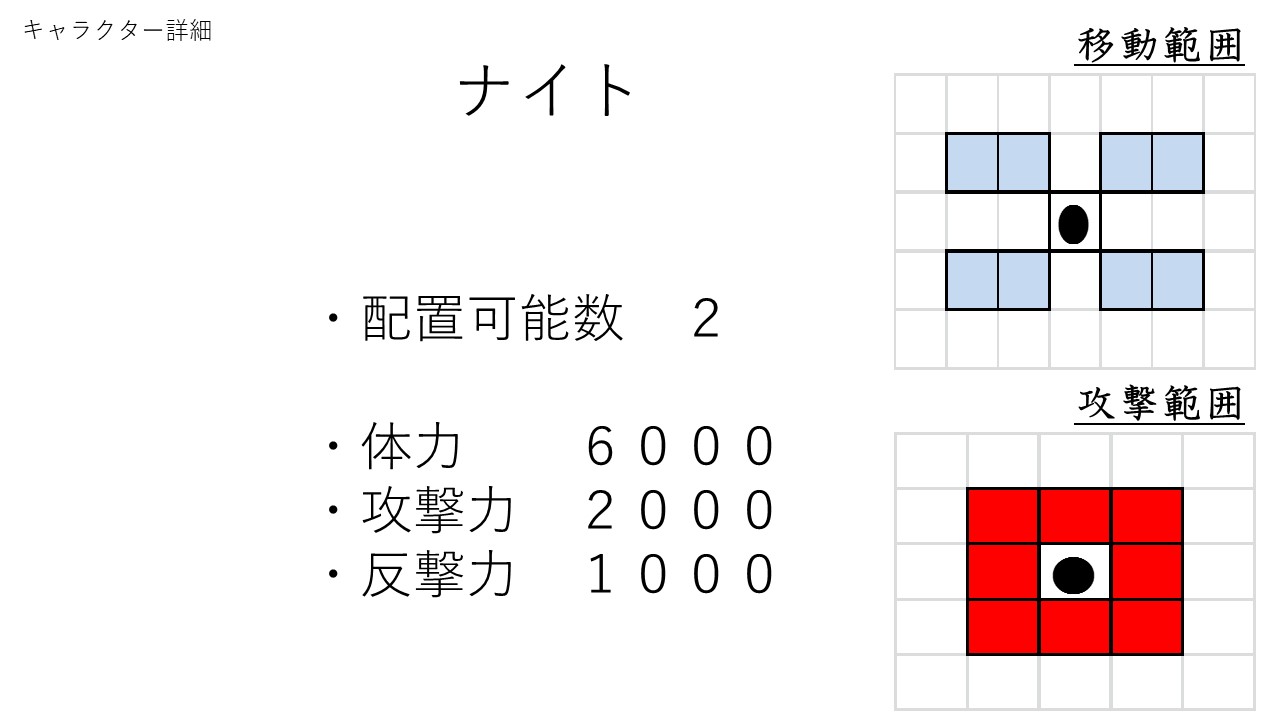 キャラクター詳細
ナイト
・配置可能数　2
・体力　6000
・攻撃力　2000
・反撃力　1000
移動範囲
攻撃範囲